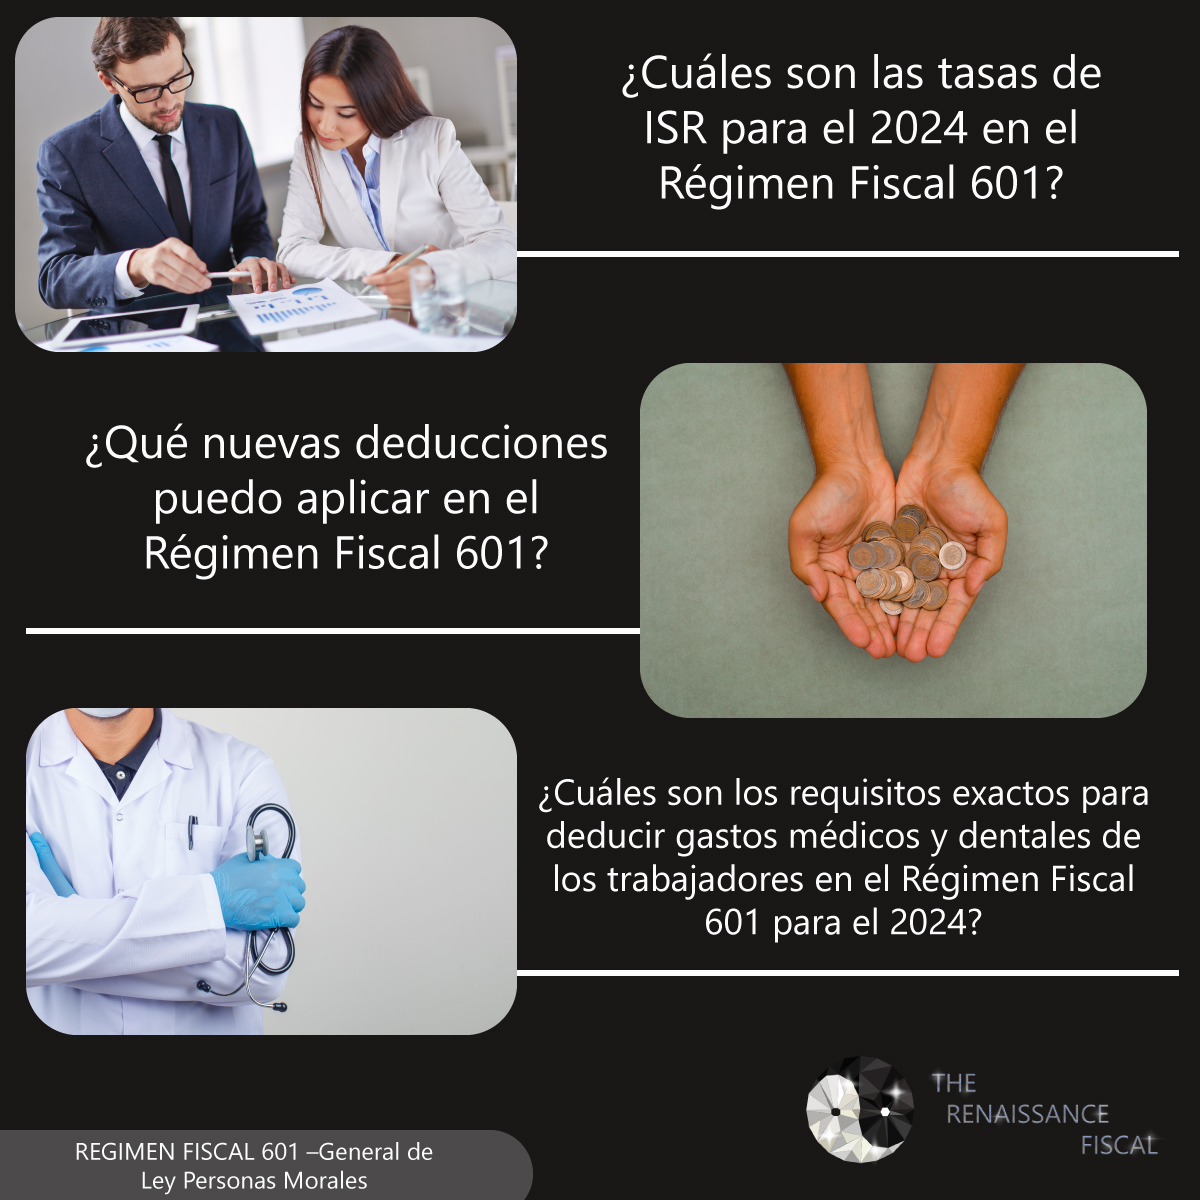 ¿Cuáles son las tasas de
ISR para el 2024 en el
Régimen Fiscal 601?
¿Qué nuevas deducciones
puedo aplicar en el
Régimen Fiscal 601?
¿Cuáles son los requisitos exactos para
deducir gastos médicos y dentales de
los trabajadores en el Régimen Fiscal
601 para el 2024?
THE
RENAISSANCE
FISCAL
REGIMEN FISCAL 601 –General de
Ley Personas Morales